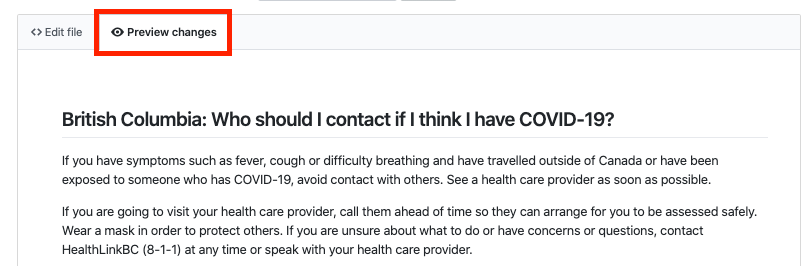 <> Edit file
Preview changes
British Columbia: Who should I contact if I think I have COVID-19?
If you have symptoms such as fever, cough or difficulty breathing and have travelled outside of Canada or have been
exposed to someone who has COVID-19, avoid contact with others. See a health care provider as soon as possible.
If you are going to visit your health care provider, call them ahead of time so they can arrange for you to be assessed safely.
Wear a mask in order to protect others. If you are unsure about what to do or have concerns or questions, contact
HealthLinkBC (8-1-1) at any time or speak with your health care provider.